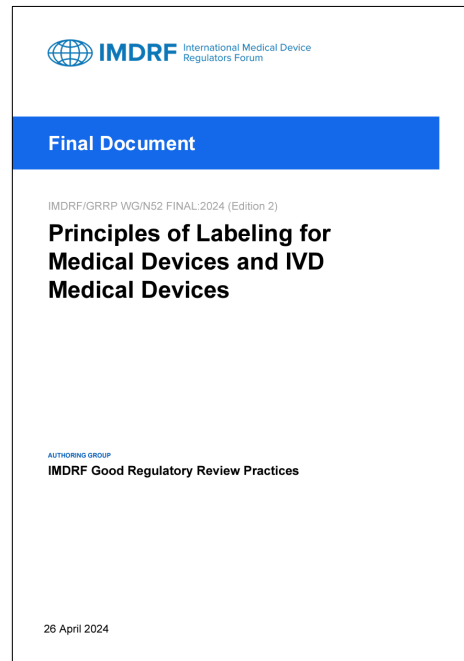 IMDRF International Medical Device
Regulators Forum
Final Document
IMDRF/GRRP WG/N52 FINAL:2024 (Edition 2)
Principles of Labeling for
Medical Devices and IVD
Medical Devices
AUTHORING GROUP
IMDRF Good Regulatory Review Practices
26 April 2024